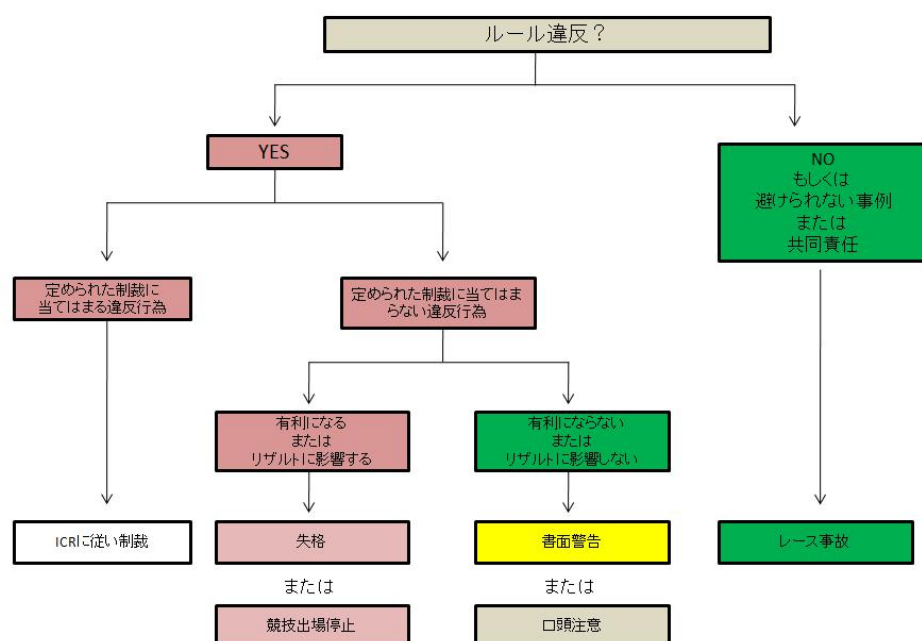 ルール違反？
YES
NO
もしくは
避けられない事例
または
共同責任
定められた制裁に
当てはまる違反行為
定められた制裁に当てはま
らない違反行為
有利になる
または
リザルトに影響する
有利にならない
または
リザルトに影響しない
ICRに従い制裁
失格
書面警告
レース事故
または
または
競技出場停止
口頭注意